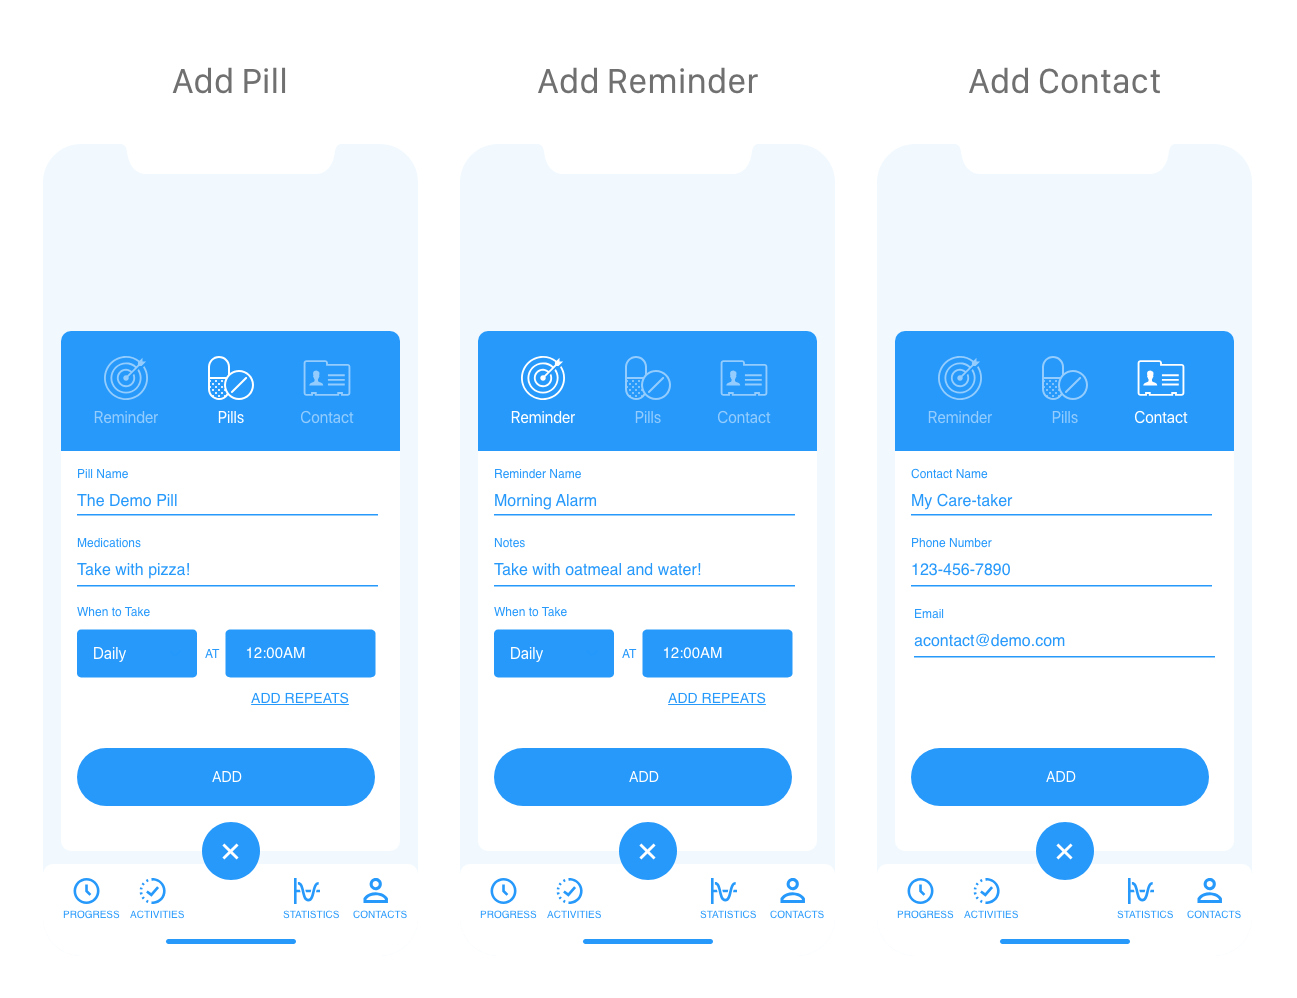 Add Pill
Reminder
Pills
Contact
Pill Name
The Demo Pill
Medications
Take with pizza!
When to Take
Daily
AT
12:00AM
ADD REPEATS
ADD
PROGRESS
ACTIVITIES
STATISTICS
CONTACTS
Add Reminder
Reminder
Pills
Contact
Reminder Name
Morning Alarm
Notes
Take with oatmeal and water!
When to Take
Daily
AT
12:00AM
ADD REPEATS
ADD
PROGRESS
ACTIVITIES
STATISTICS
CONTACTS
Add Contact
Reminder
Pills
Contact
Contact Name
My Care-taker
Phone Number
123-456-7890
Email
acontact@demo.com
ADD
PROGRESS
ACTIVITIES
STATISTICS
CONTACTS